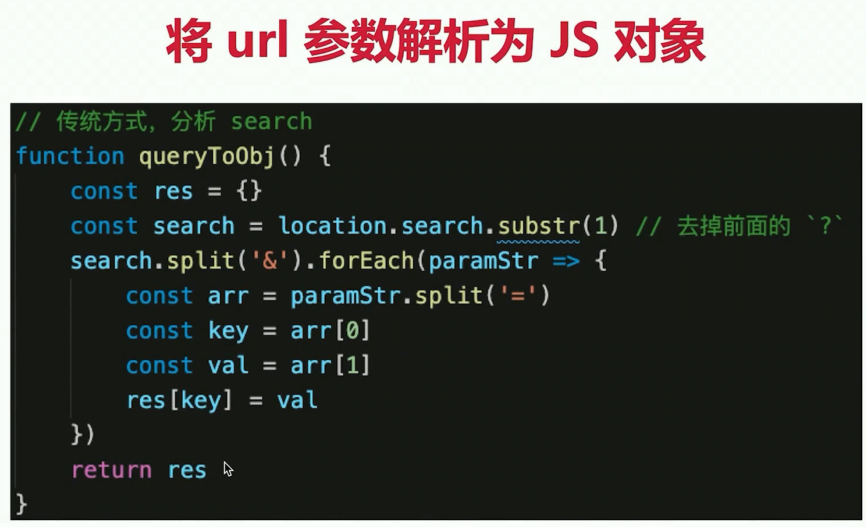 将 url 参数解析为 JS 对象
// 传统方式，分析 search
function queryToObj() {
    const res = {}
    const search = location.search.substr(1) // 去掉前面的 `?`
    search.split('&').forEach(paramStr => {
        const arr = paramStr.split('=')
        const key = arr[0]
        const val = arr[1]
        res[key] = val
    })
    return res
}